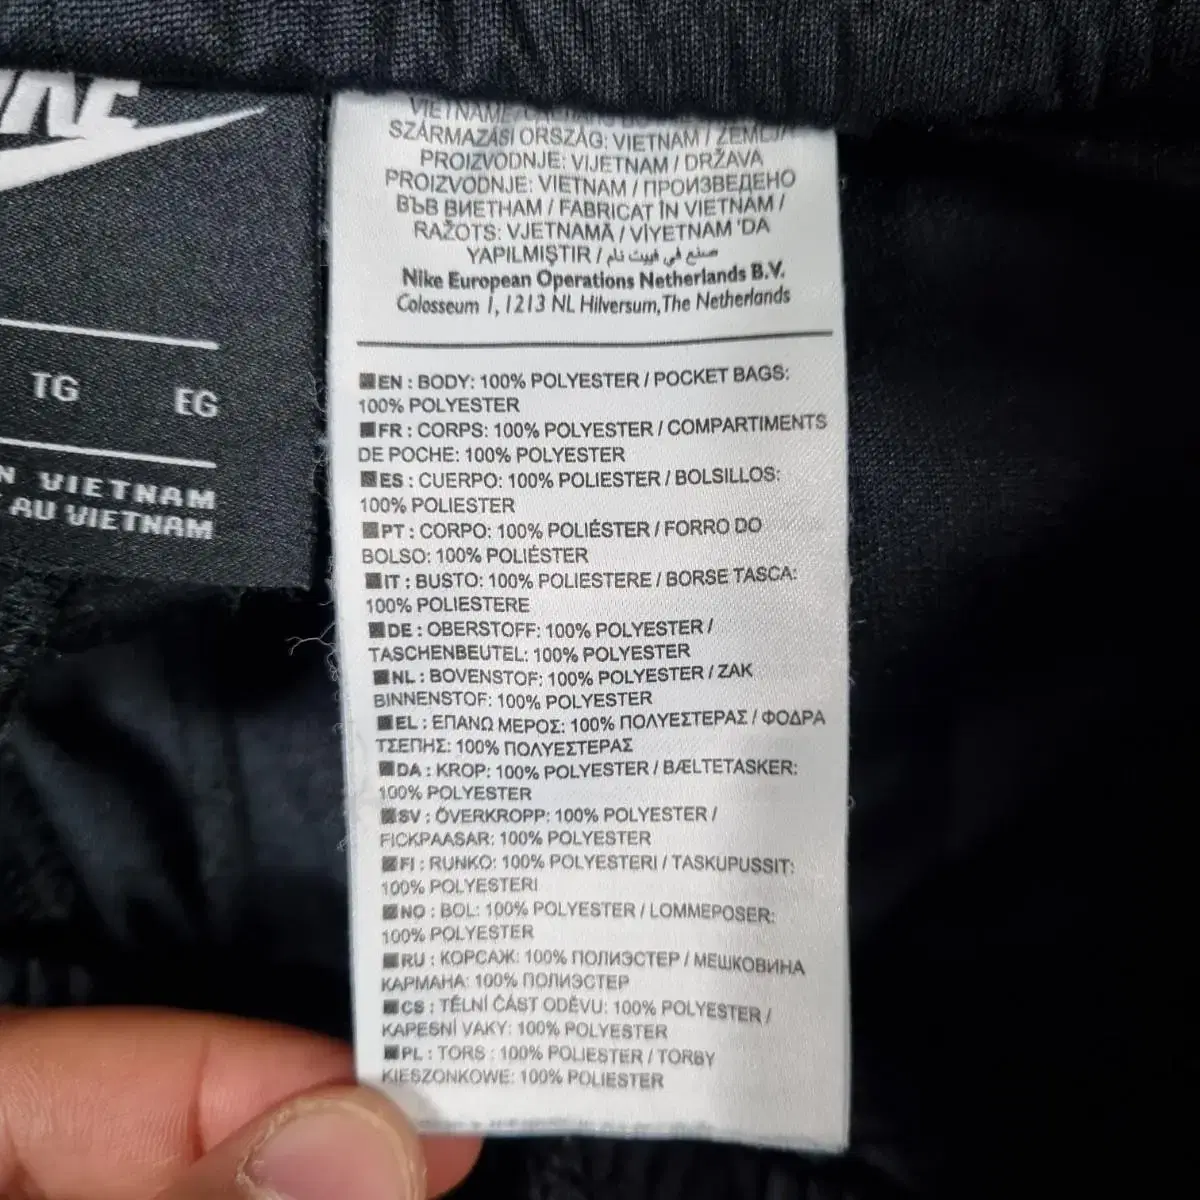 NIKE
TG EG
VIETNAM
AU VIETNAM
SZÁRMAZÁSI ORSZÁG: VIETNAM / ZEMLJA
PROIZVODNJE: VIJETNAM / DRŽAVA
PROIZVODNJE: VIETNAM / ПРОИЗВЕДЕНО
ВЪВ ВИЕТНАМ / FABRICAT ÎN VIETNAM /
RAŽOTS: VJETNAMĀ / VİYETNAM 'DA
YAPILMIŞTIR / صنع في فييت نام
Nike European Operations Netherlands B.V.
Colosseum 1, 1213 NL Hilversum, The Netherlands
EN : BODY: 100% POLYESTER / POCKET BAGS:
100% POLYESTER
FR : CORPS: 100% POLYESTER / COMPARTIMENTS
DE POCHE: 100% POLYESTER
ES : CUERPO: 100% POLIESTER / BOLSILLOS:
100% POLIESTER
PT : CORPO: 100% POLIÉSTER / FORRO DO
BOLSO: 100% POLIÉSTER
IT : BUSTO: 100% POLIESTERE / BORSE TASCA:
100% POLIESTERE
DE : OBERSTOFF: 100% POLYESTER /
TASCHENBEUTEL: 100% POLYESTER
NL : BOVENSTOF: 100% POLYESTER / ZAK
BINNENSTOF: 100% POLYESTER
EL : ΕΠΑΝΩ ΜΕΡΟΣ: 100% ΠΟΛΥΕΣΤΕΡΑΣ / ΦΟΔΡΑ
ΤΣΕΠΗΣ: 100% ΠΟΛΥΕΣΤΕΡΑΣ
DA : KROP: 100% POLYESTER / BÆLTETASKER:
100% POLYESTER
SV : ÖVERKROPP: 100% POLYESTER /
FICKPAASAR: 100% POLYESTER
FI : RUNKO: 100% POLYESTERI / TASKUPUSSIT:
100% POLYESTERI
NO : BOL: 100% POLYESTER / LOMMEPOSER:
100% POLYESTER
RU : КОРСАЖ: 100% ПОЛИЭСТЕР / МЕШКОВИНА
КАРМАНА: 100% ПОЛИЭСТЕР
CS : TĚLNÍ ČÁST ODĚVU: 100% POLYESTER /
KAPESNÍ VAKY: 100% POLYESTER
PL : TORS : 100% POLIESTER / TORBY
KIESZONKOWE: 100% POLIESTER